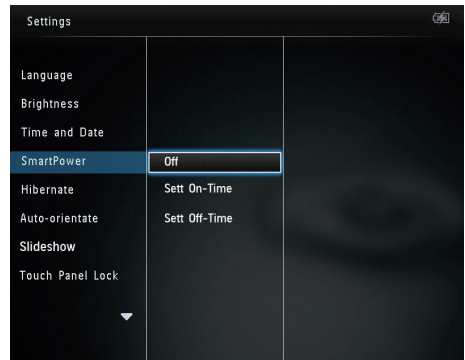 Settings
Language
Brightness
Time and Date
SmartPower
Off
Hibernate
Sett On-Time
Auto-orientate
Sett Off-Time
Slideshow
Touch Panel Lock